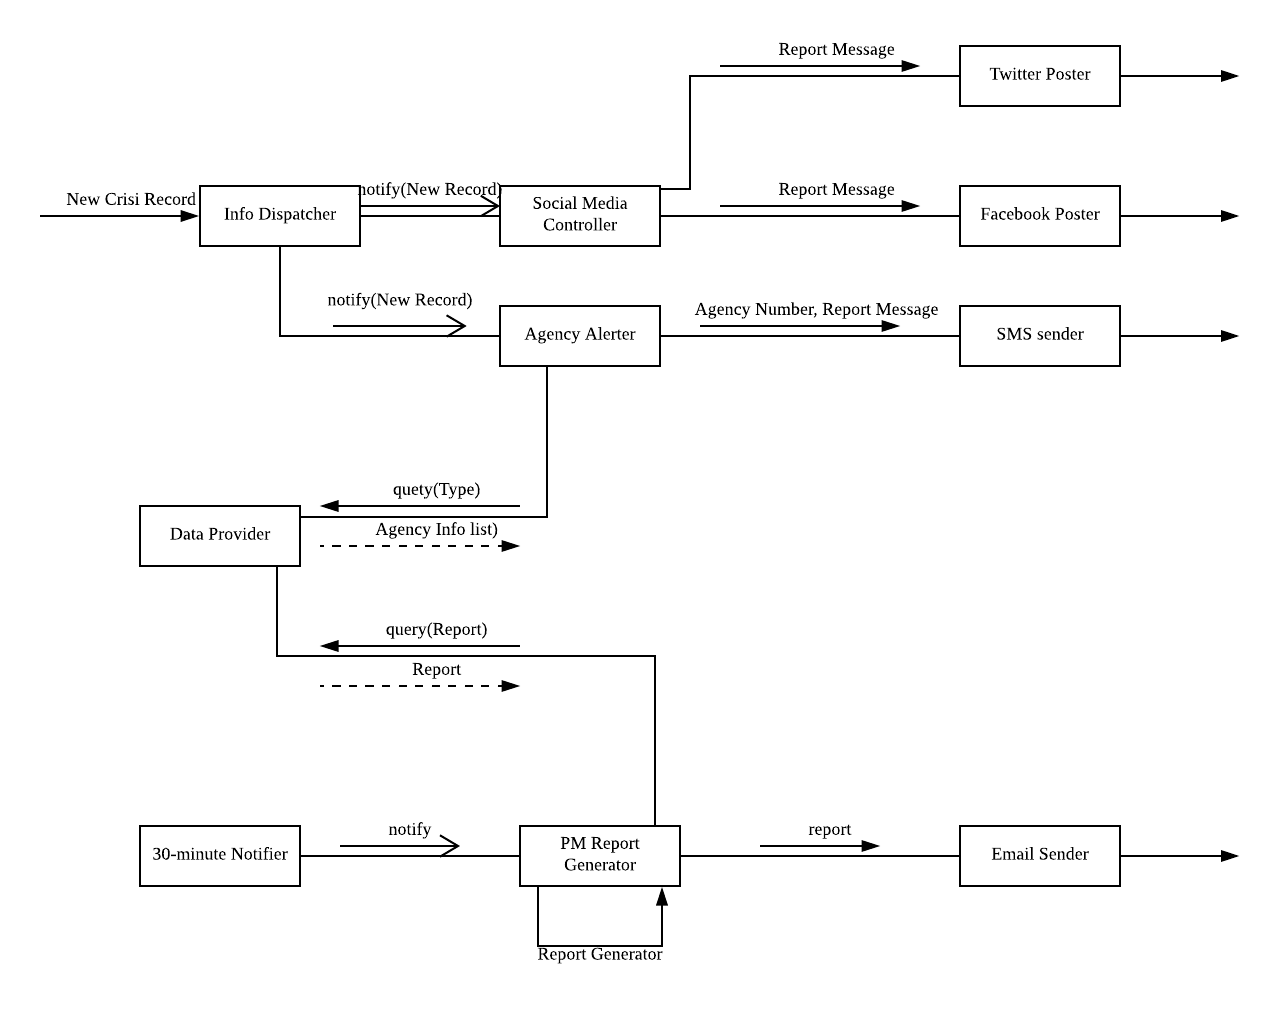 Report Message
Twitter Poster
New Crisi Record
Info Dispatcher
notify(New Record)
Social Media
Controller
Report Message
Facebook Poster
notify(New Record)
Agency Alerter
Agency Number, Report Message
SMS sender
quety(Type)
Data Provider
Agency Info list)
query(Report)
Report
30-minute Notifier
notify
PM Report
Generator
report
Email Sender
Report Generator